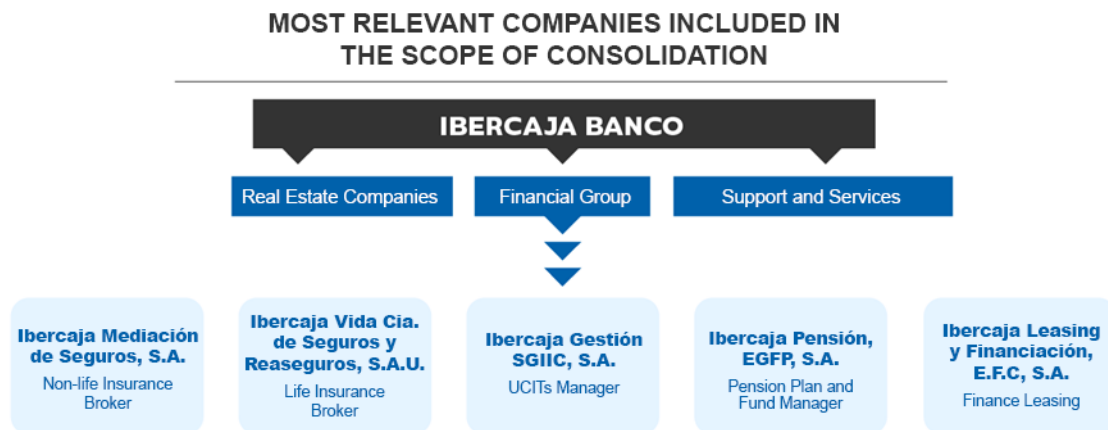 MOST RELEVANT COMPANIES INCLUDED IN
THE SCOPE OF CONSOLIDATION
IBERCAJA BANCO
Real Estate Companies
Financial Group
Support and Services
Ibercaja Mediación
de Seguros, S.A.
Non-life Insurance
Broker
Ibercaja Vida Cia.
de Seguros y
Reaseguros, S.A.U.
Life Insurance
Broker
Ibercaja Gestión
SGIIC, S.A.
UCITs Manager
Ibercaja Pensión,
EGFP, S.A.
Pension Plan and
Fund Manager
Ibercaja Leasing
y Financiación,
E.F.C, S.A.
Finance Leasing